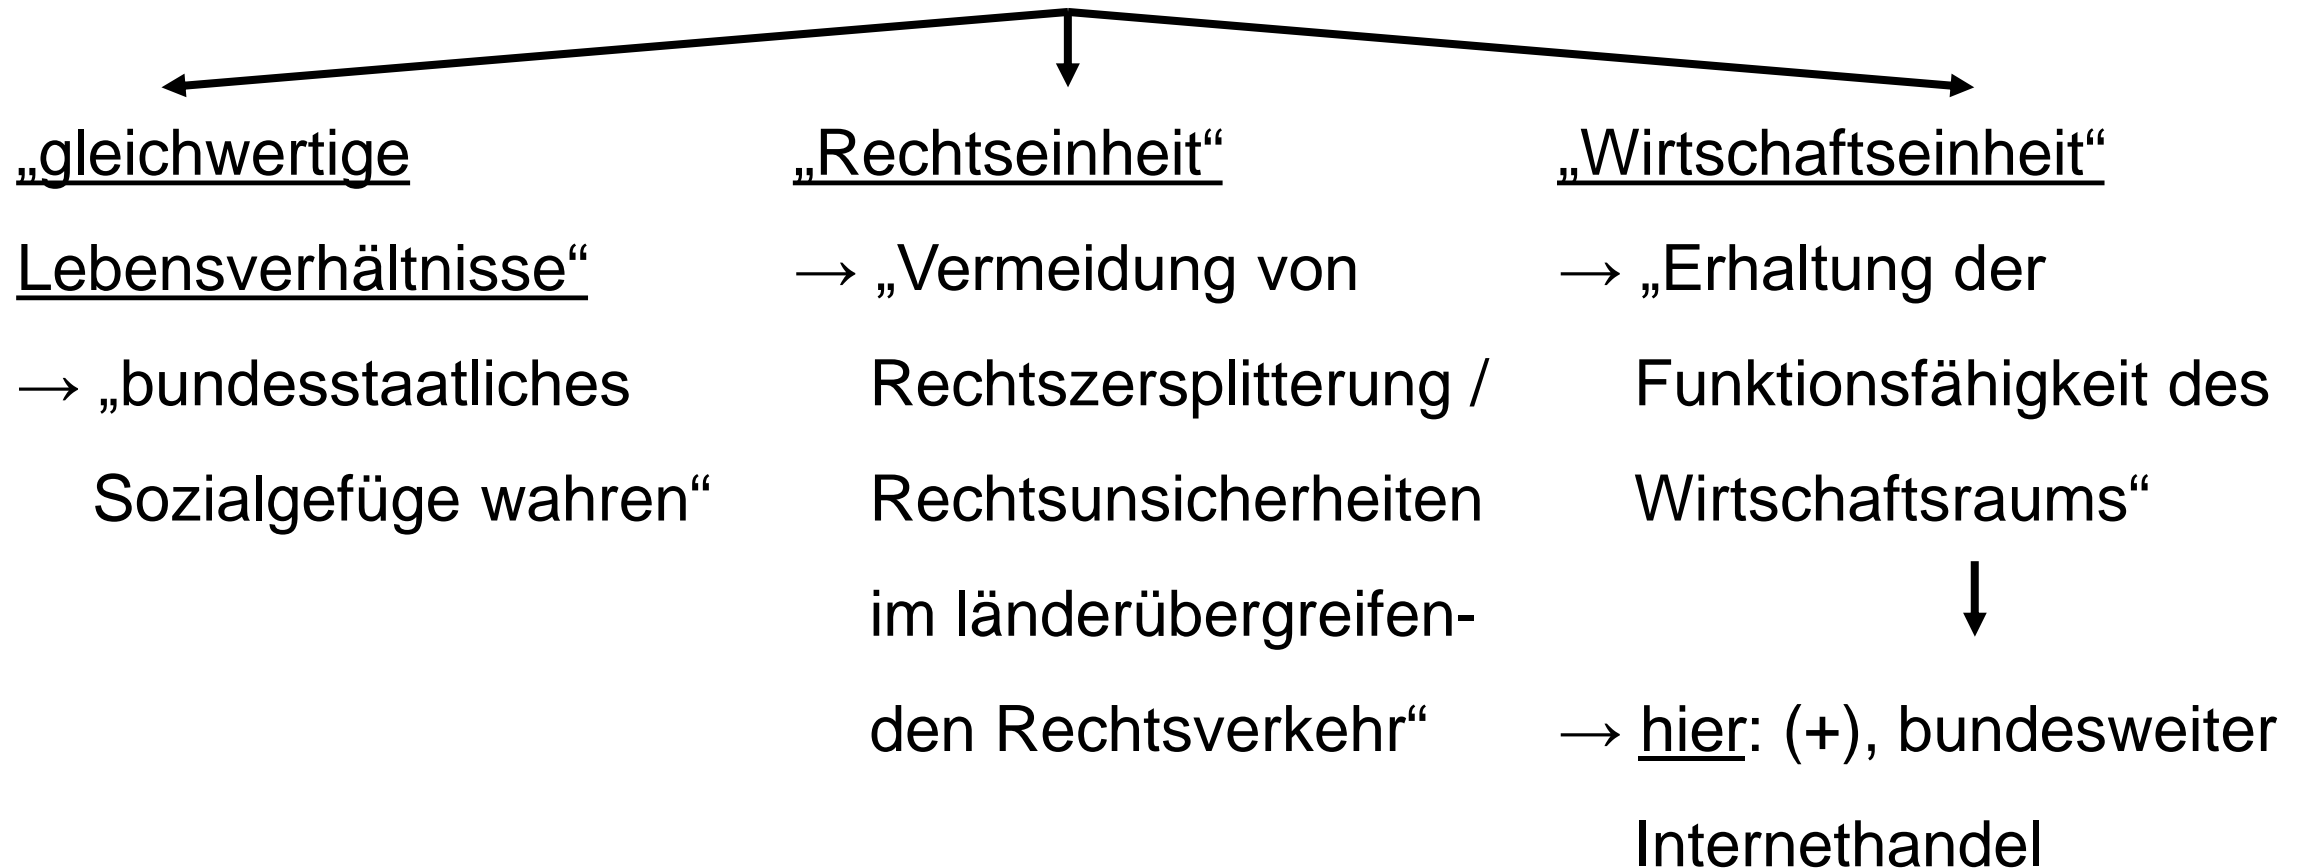 „gleichwertige
Lebensverhältnisse“
→ „bundesstaatliches
Sozialgefüge wahren“
„Rechtseinheit“
→ „Vermeidung von
Rechtszersplitterung /
Rechtsunsicherheiten
im länderübergreifen-
den Rechtsverkehr“
„Wirtschaftseinheit“
→ „Erhaltung der
Funktionsfähigkeit des
Wirtschaftsraums“
→ hier: (+), bundesweiter
Internethandel